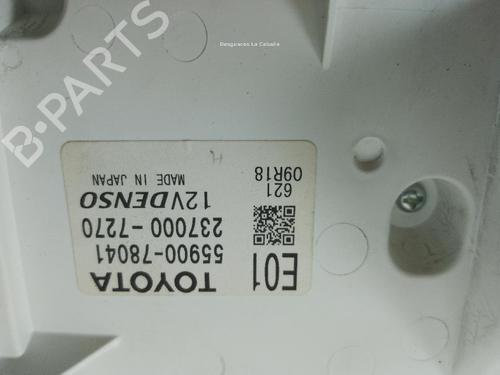 TOYOTA
55900-78041
237000-7270
12V DENSO
MADE IN JAPAN
E01
621
09R18
B-PARTS
Desguaces La Cabaña